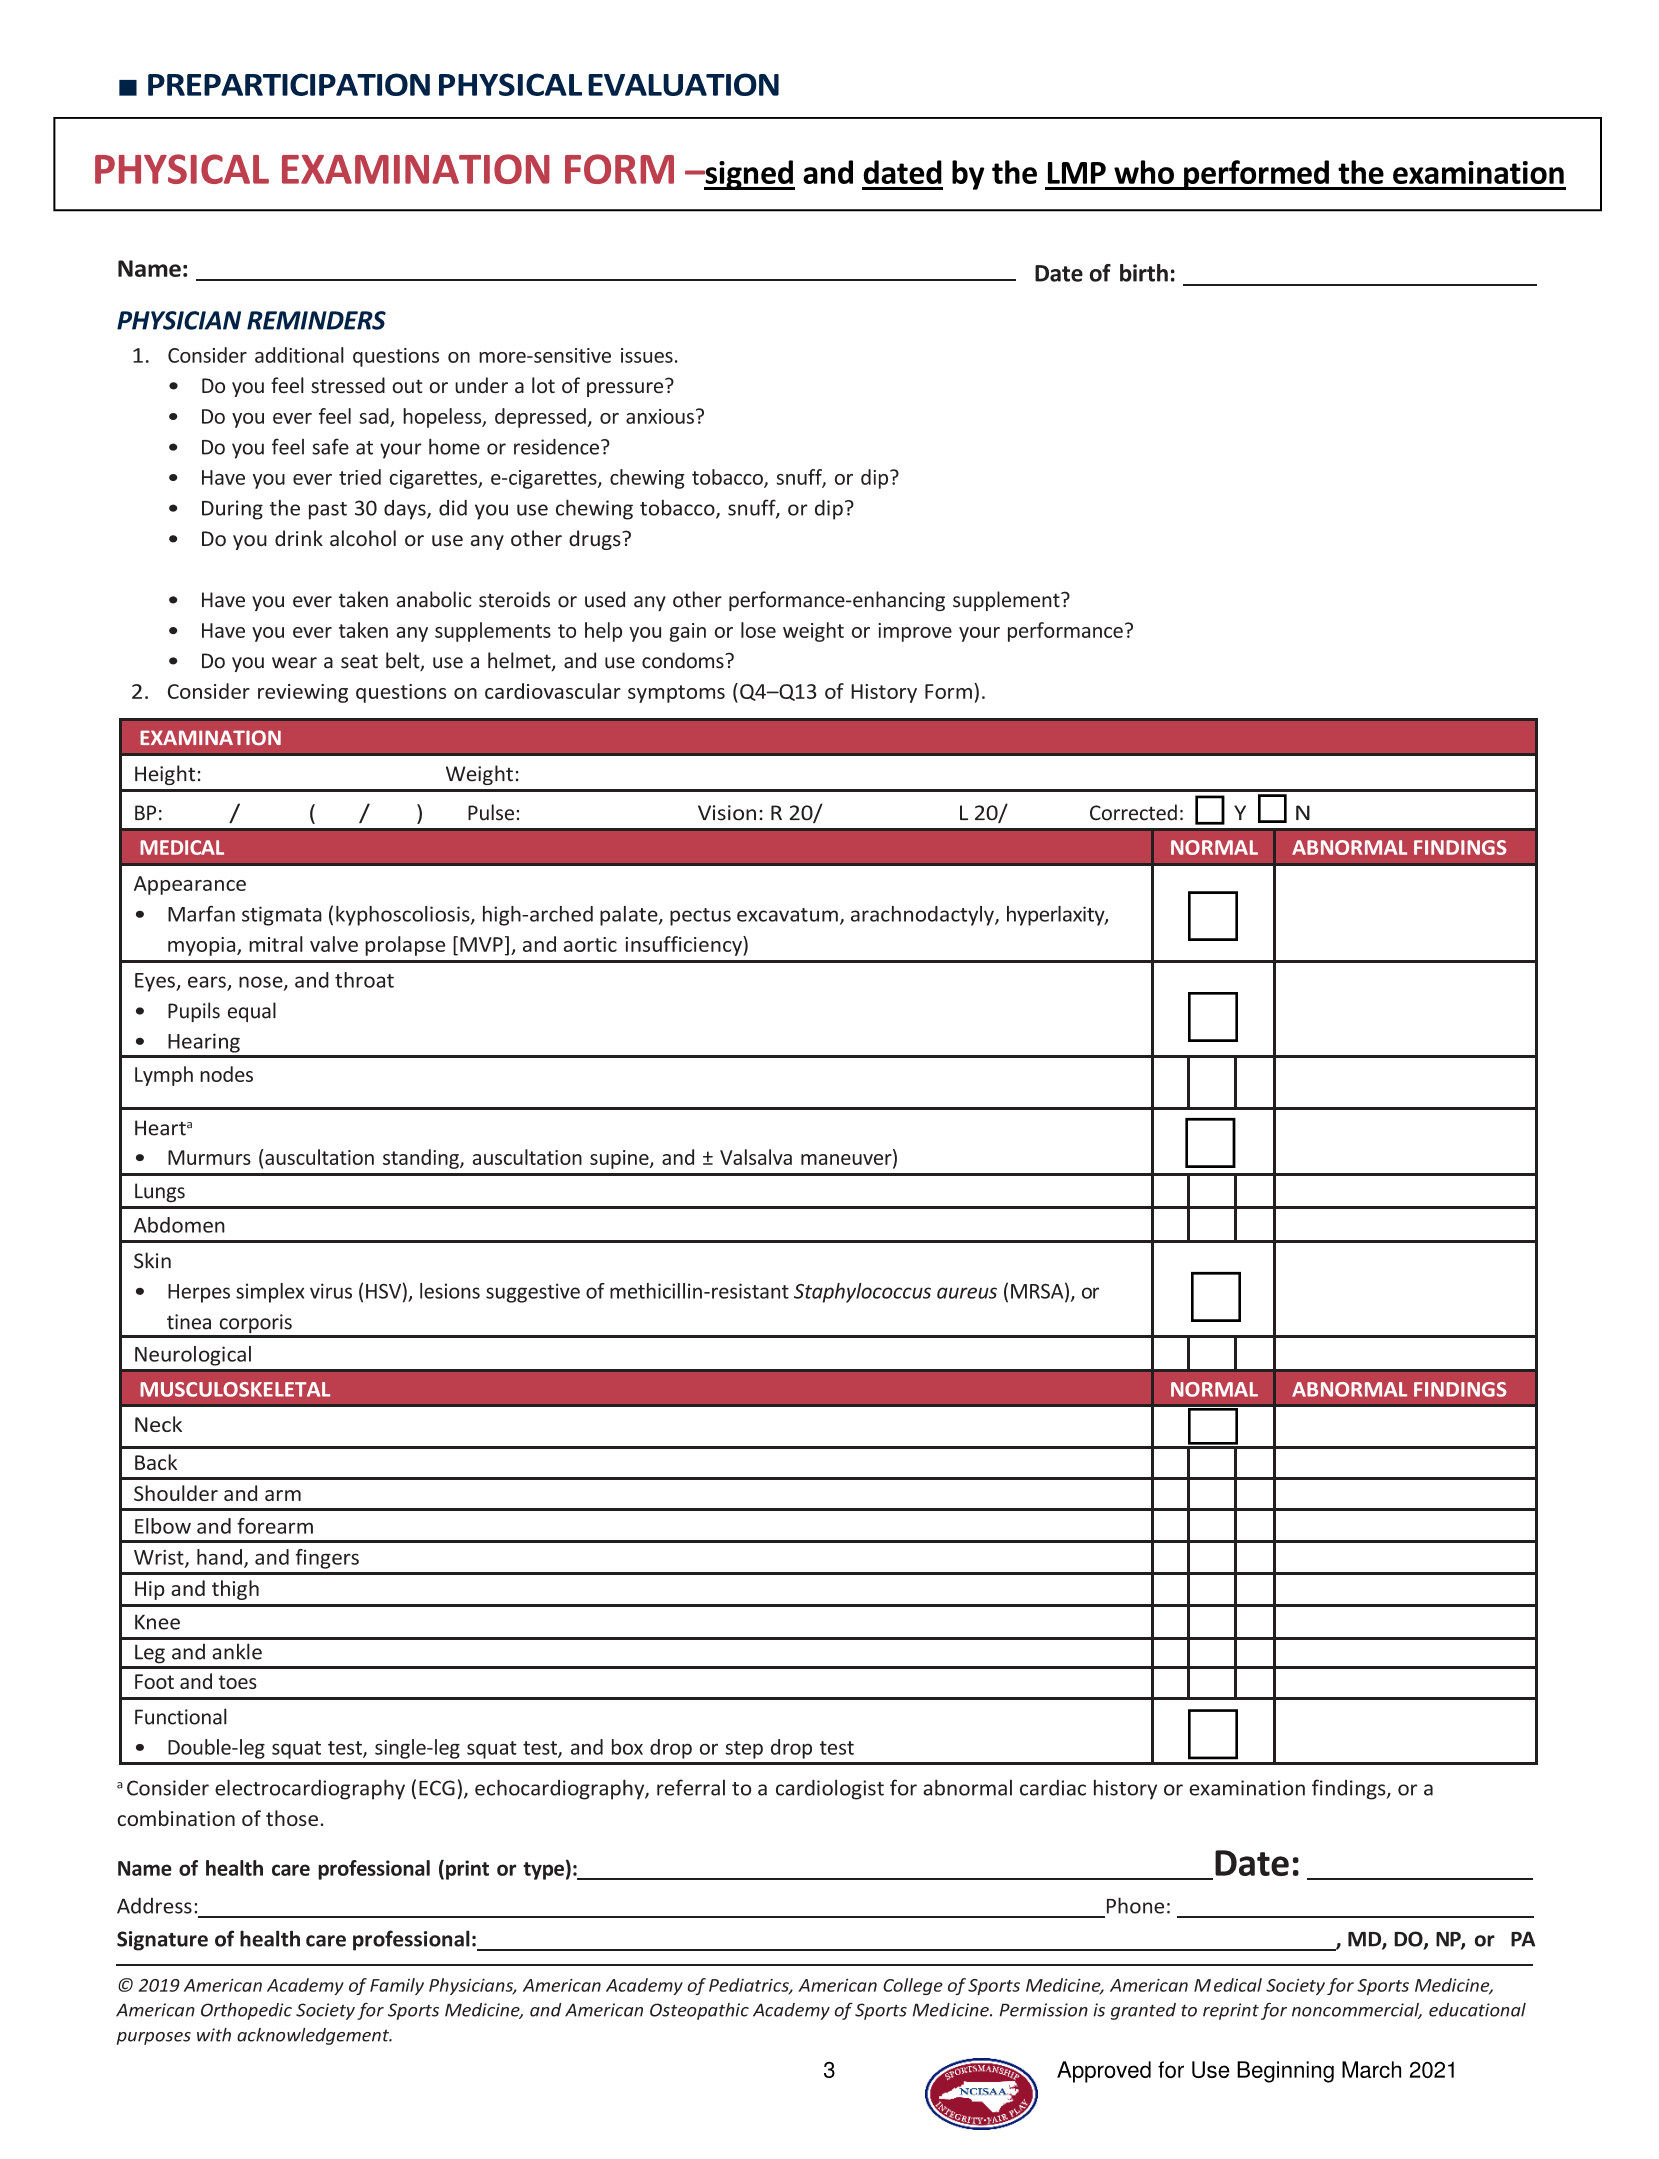 ■ PREPARTICIPATION PHYSICAL EVALUATION
PHYSICAL EXAMINATION FORM –signed and dated by the LMP who performed the examination
Name: Date of birth:
PHYSICIAN REMINDERS
1. Consider additional questions on more-sensitive issues.
• Do you feel stressed out or under a lot of pressure?
• Do you ever feel sad, hopeless, depressed, or anxious?
• Do you feel safe at your home or residence?
• Have you ever tried cigarettes, e-cigarettes, chewing tobacco, snuff, or dip?
• During the past 30 days, did you use chewing tobacco, snuff, or dip?
• Do you drink alcohol or use any other drugs?
• Have you ever taken anabolic steroids or used any other performance-enhancing supplement?
• Have you ever taken any supplements to help you gain or lose weight or improve your performance?
• Do you wear a seat belt, use a helmet, and use condoms?
2. Consider reviewing questions on cardiovascular symptoms (Q4–Q13 of History Form).
EXAMINATION
Height: Weight:
BP: / ( / ) Pulse: Vision: R 20/ L 20/ Corrected: Y N
MEDICAL NORMAL ABNORMAL FINDINGS
Appearance
• Marfan stigmata (kyphoscoliosis, high-arched palate, pectus excavatum, arachnodactyly, hyperlaxity,
myopia, mitral valve prolapse [MVP], and aortic insufficiency)
Eyes, ears, nose, and throat
• Pupils equal
• Hearing
Lymph nodes
Heartᵃ
• Murmurs (auscultation standing, auscultation supine, and ± Valsalva maneuver)
Lungs
Abdomen
Skin
• Herpes simplex virus (HSV), lesions suggestive of methicillin-resistant Staphylococcus aureus (MRSA), or
tinea corporis
Neurological
MUSCULOSKELETAL NORMAL ABNORMAL FINDINGS
Neck
Back
Shoulder and arm
Elbow and forearm
Wrist, hand, and fingers
Hip and thigh
Knee
Leg and ankle
Foot and toes
Functional
• Double-leg squat test, single-leg squat test, and box drop or step drop test
ᵃ Consider electrocardiography (ECG), echocardiography, referral to a cardiologist for abnormal cardiac history or examination findings, or a
combination of those.
Name of health care professional (print or type): Date:
Address: Phone:
Signature of health care professional: , MD, DO, NP, or PA
© 2019 American Academy of Family Physicians, American Academy of Pediatrics, American College of Sports Medicine, American Medical Society for Sports Medicine,
American Orthopedic Society for Sports Medicine, and American Osteopathic Academy of Sports Medicine. Permission is granted to reprint for noncommercial, educational
purposes with acknowledgement.
3 Approved for Use Beginning March 2021
SPORTSMANSHIP
NCISAA
INTEGRITY • FAIR PLAY